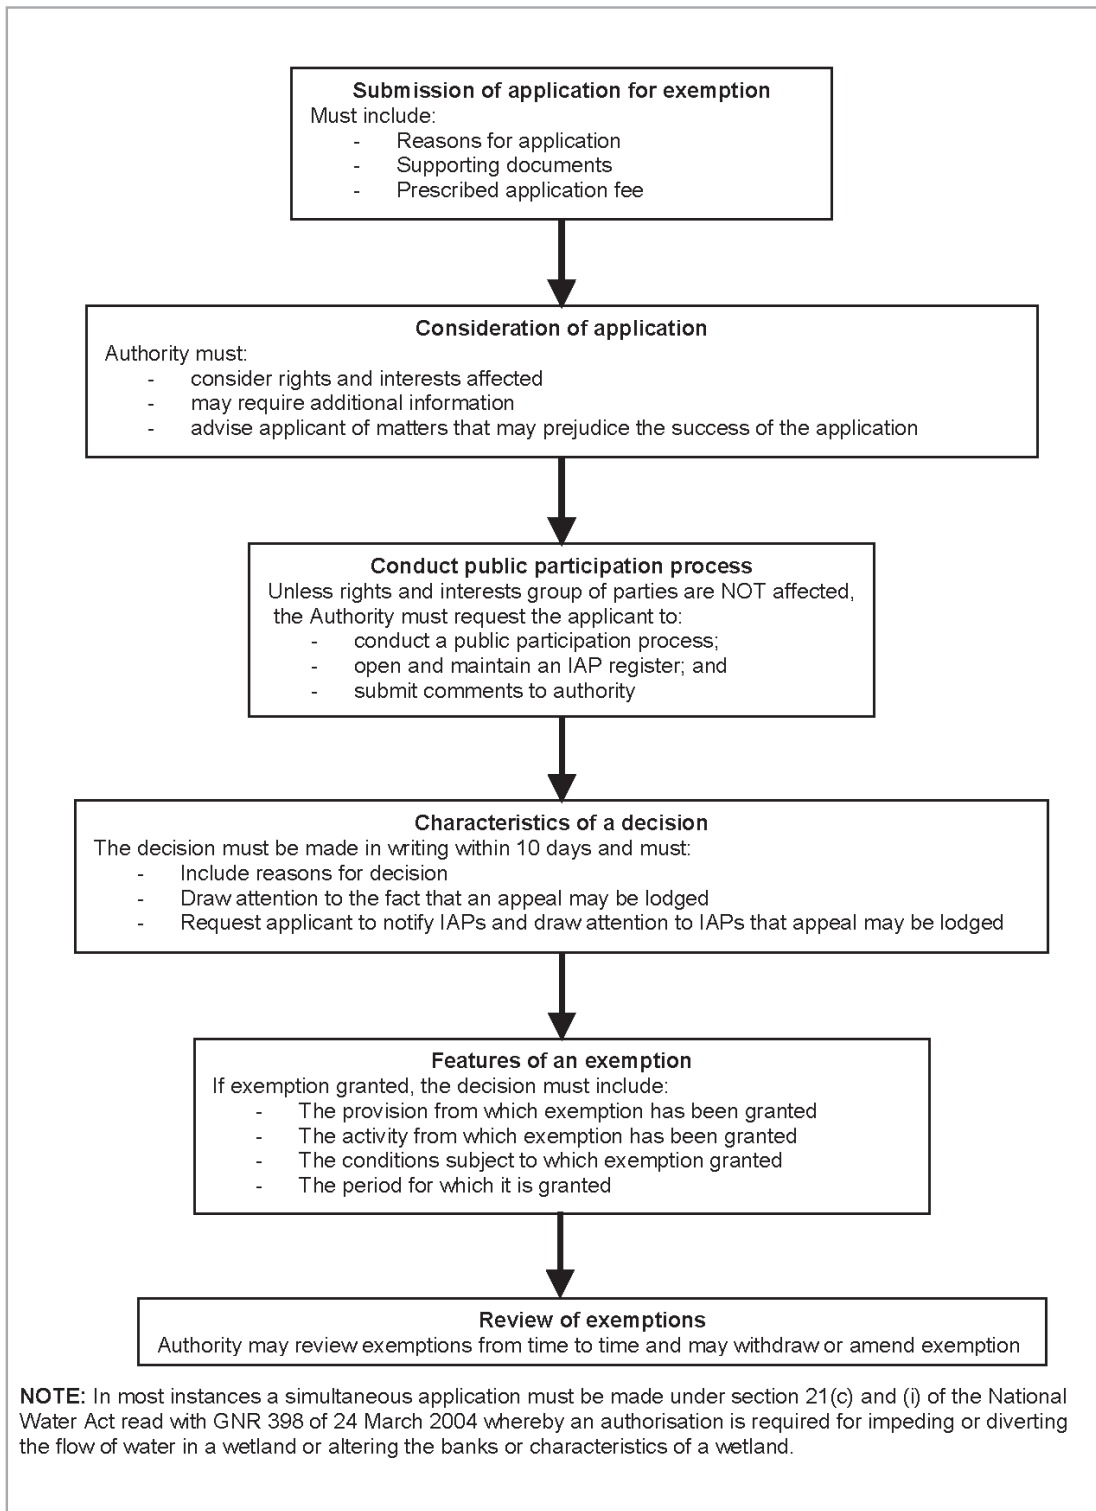 Submission of application for exemption
Must include:
- Reasons for application
- Supporting documents
- Prescribed application fee
Consideration of application
Authority must:
- consider rights and interests affected
- may require additional information
- advise applicant of matters that may prejudice the success of the application
Conduct public participation process
Unless rights and interests group of parties are NOT affected,
the Authority must request the applicant to:
- conduct a public participation process;
- open and maintain an IAP register; and
- submit comments to authority
Characteristics of a decision
The decision must be made in writing within 10 days and must:
- Include reasons for decision
- Draw attention to the fact that an appeal may be lodged
- Request applicant to notify IAPs and draw attention to IAPs that appeal may be lodged
Features of an exemption
If exemption granted, the decision must include:
- The provision from which exemption has been granted
- The activity from which exemption has been granted
- The conditions subject to which exemption granted
- The period for which it is granted
Review of exemptions
Authority may review exemptions from time to time and may withdraw or amend exemption
NOTE: In most instances a simultaneous application must be made under section 21(c) and (i) of the National
Water Act read with GNR 398 of 24 March 2004 whereby an authorisation is required for impeding or diverting
the flow of water in a wetland or altering the banks or characteristics of a wetland.